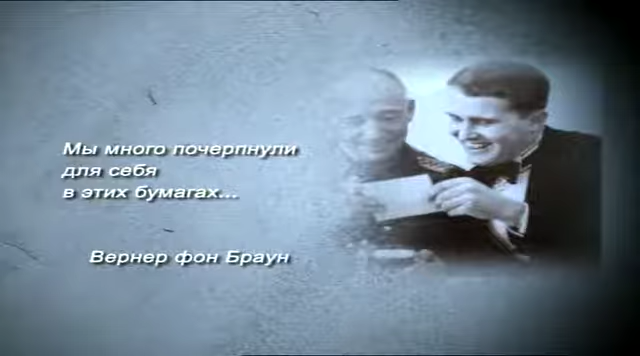 Мы много почерпнули
для себя
в этих бумагах...
Вернер фон Браун